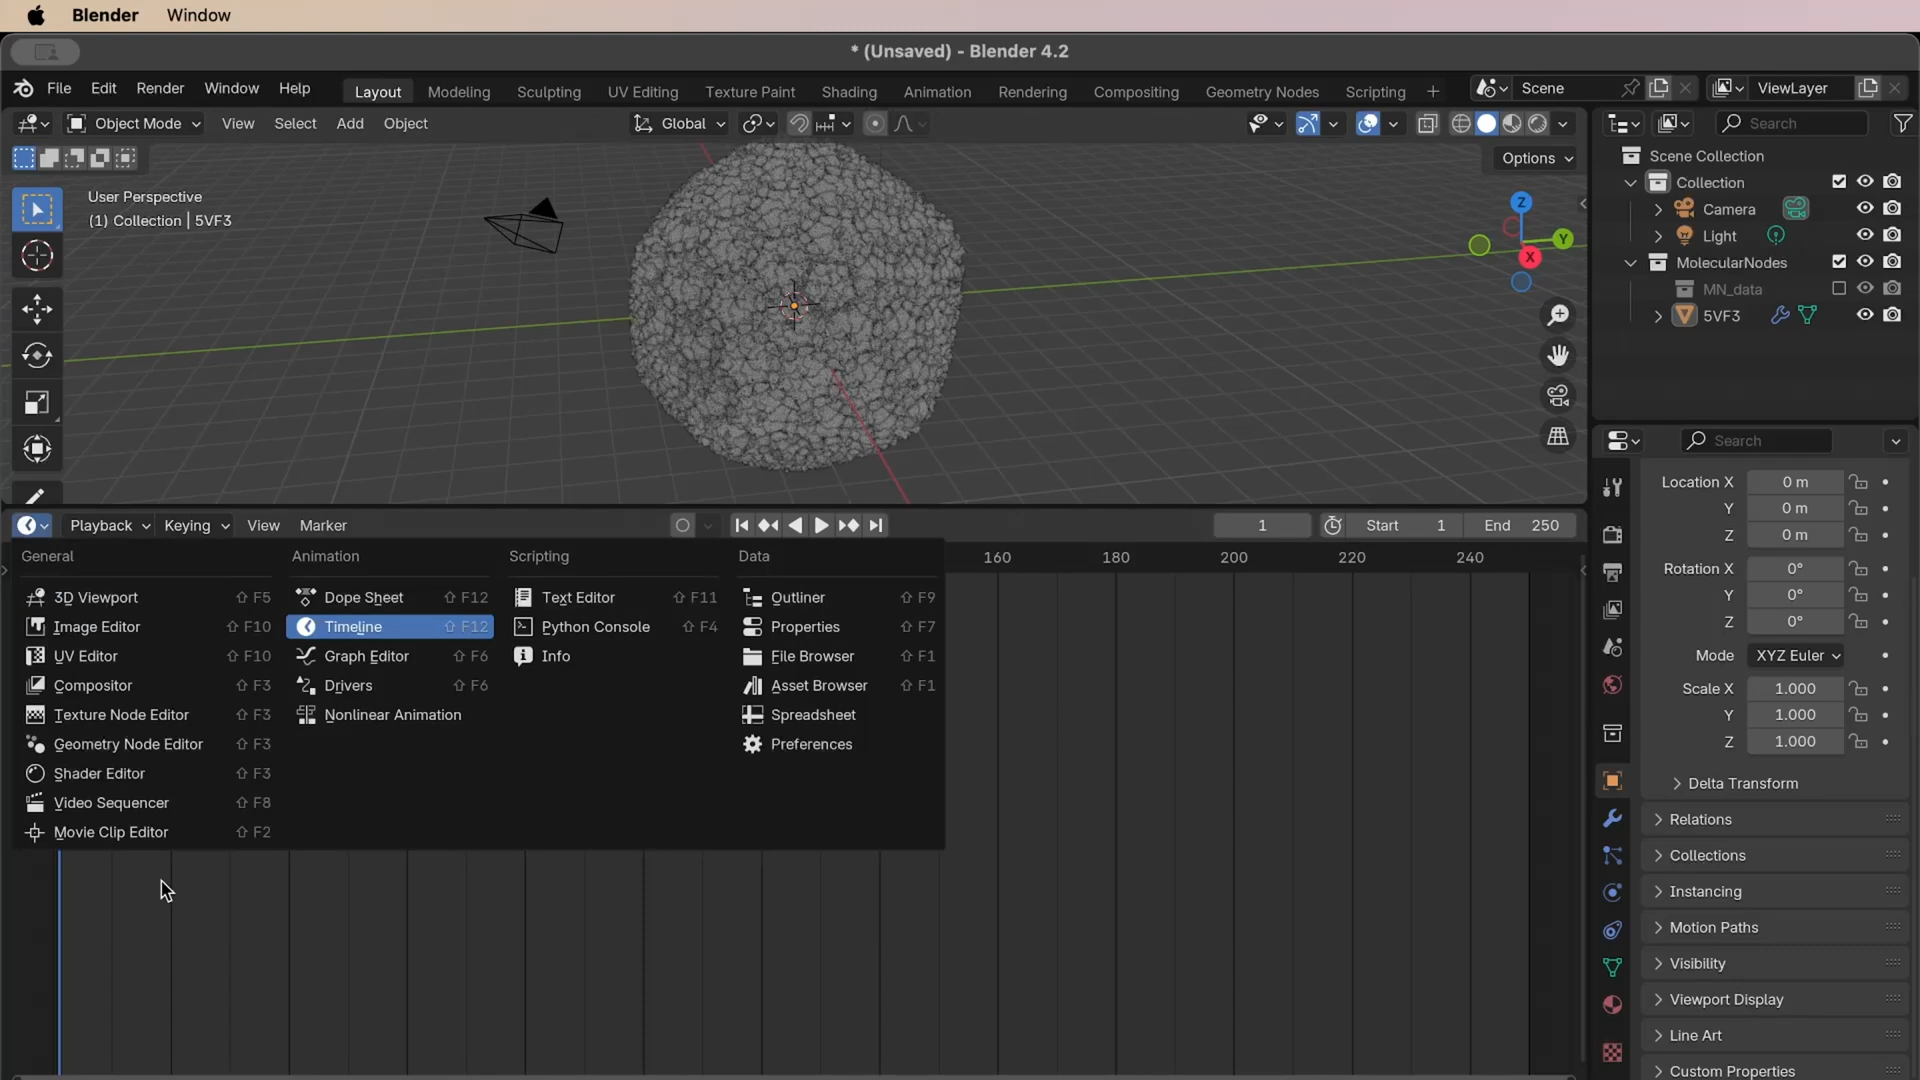 Blender Window
* (Unsaved) - Blender 4.2
File Edit Render Window Help Layout Modeling Sculpting UV Editing Texture Paint Shading Animation Rendering Compositing Geometry Nodes Scripting + Scene ViewLayer
Object Mode View Select Add Object Global Search
Options
User Perspective
(1) Collection | 5VF3
Z
Y
X
Scene Collection
Collection
Camera
Light
MolecularNodes
MN_data
5VF3
Search
Location X 0 m
Y 0 m
Z 0 m
Rotation X 0°
Y 0°
Z 0°
Mode XYZ Euler
Scale X 1.000
Y 1.000
Z 1.000
Delta Transform
Relations
Collections
Instancing
Motion Paths
Visibility
Viewport Display
Line Art
Custom Properties
Playback Keying View Marker 1 Start 1 End 250
160 180 200 220 240
General
3D Viewport ⇧ F5
Image Editor ⇧ F10
UV Editor ⇧ F10
Compositor ⇧ F3
Texture Node Editor ⇧ F3
Geometry Node Editor ⇧ F3
Shader Editor ⇧ F3
Video Sequencer ⇧ F8
Movie Clip Editor ⇧ F2
Animation
Dope Sheet ⇧ F12
Timeline ⇧ F12
Graph Editor ⇧ F6
Drivers ⇧ F6
Nonlinear Animation
Scripting
Text Editor ⇧ F11
Python Console ⇧ F4
Info
Data
Outliner ⇧ F9
Properties ⇧ F7
File Browser ⇧ F1
Asset Browser ⇧ F1
Spreadsheet
Preferences